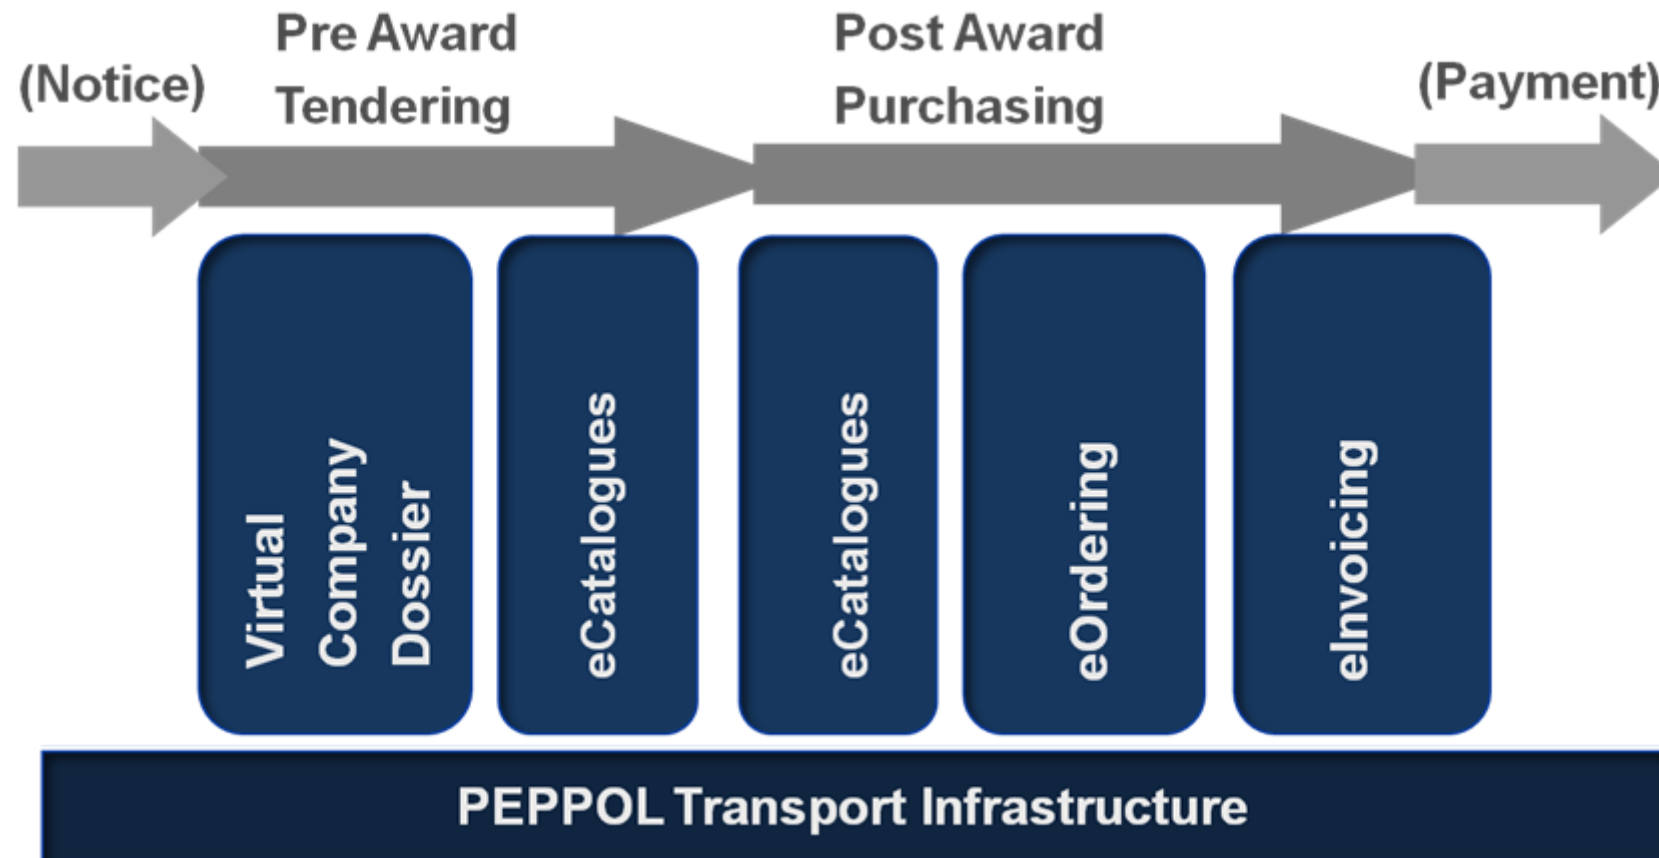 (Notice)
Pre Award
Tendering
Post Award
Purchasing
(Payment)
Virtual
Company
Dossier
eCatalogues
eCatalogues
eOrdering
eInvoicing
PEPPOL Transport Infrastructure